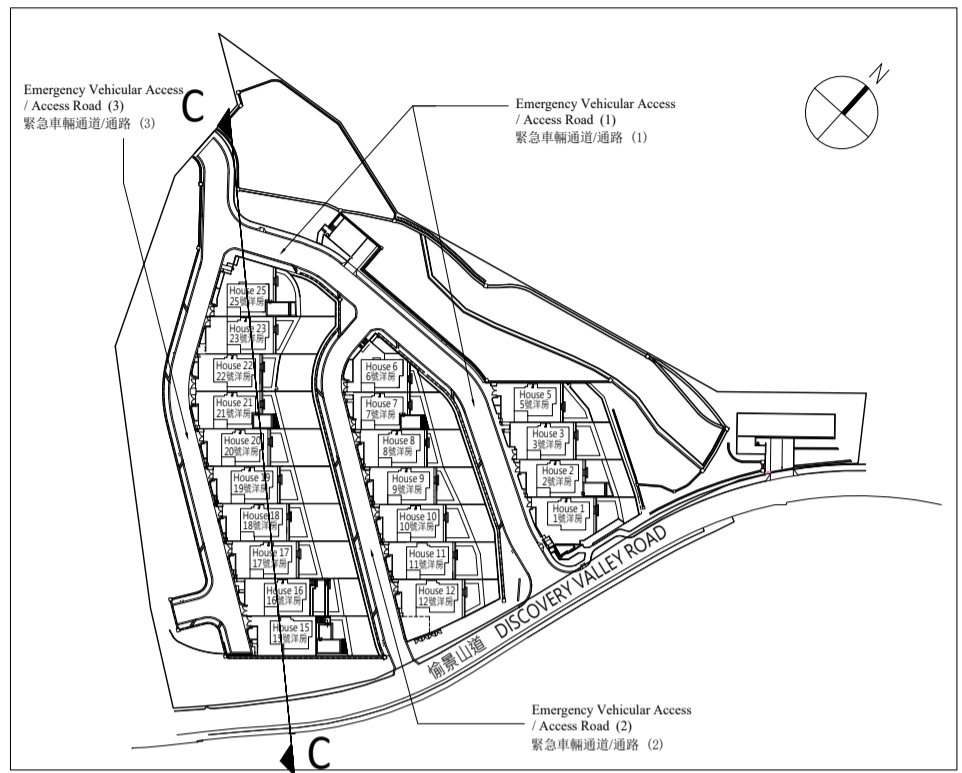 Emergency Vehicular Access
/ Access Road (3)
緊急車輛通道/通路 (3)
C
Emergency Vehicular Access
/ Access Road (1)
緊急車輛通道/通路 (1)
N
House 25
25號洋房
House 23
23號洋房
House 22
22號洋房
House 21
21號洋房
House 20
20號洋房
House 19
19號洋房
House 18
18號洋房
House 17
17號洋房
House 16
16號洋房
House 15
15號洋房
House 6
6號洋房
House 7
7號洋房
House 8
8號洋房
House 9
9號洋房
House 10
10號洋房
House 11
11號洋房
House 12
12號洋房
House 5
5號洋房
House 3
3號洋房
House 2
2號洋房
House 1
1號洋房
愉景山道 DISCOVERY VALLEY ROAD
Emergency Vehicular Access
/ Access Road (2)
緊急車輛通道/通路 (2)
C